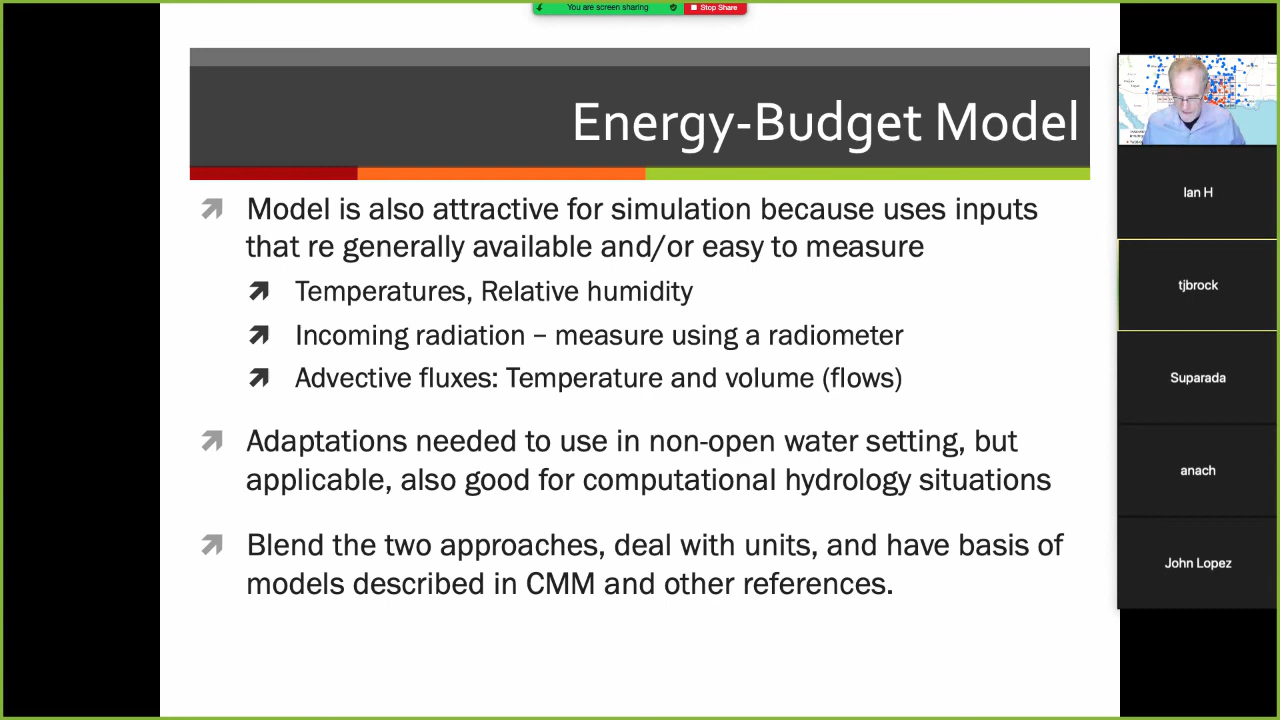 You are screen sharing
Stop Share
Energy-Budget Model
Model is also attractive for simulation because uses inputs
that re generally available and/or easy to measure
Temperatures, Relative humidity
Incoming radiation – measure using a radiometer
Advective fluxes: Temperature and volume (flows)
Adaptations needed to use in non-open water setting, but
applicable, also good for computational hydrology situations
Blend the two approaches, deal with units, and have basis of
models described in CMM and other references.
Ian H
tjbrock
Suparada
anach
John Lopez